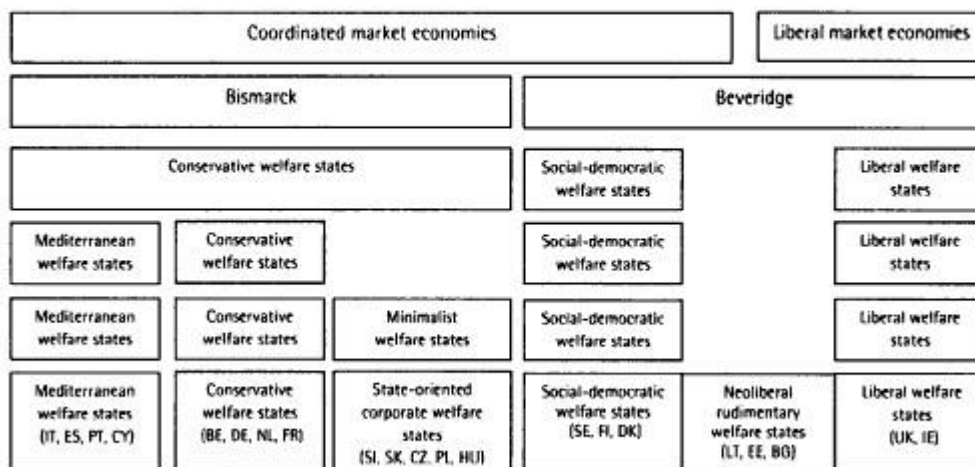 Coordinated market economies
Liberal market economies
Bismarck
Beveridge
Conservative welfare states
Social-democratic
welfare states
Liberal welfare
states
Mediterranean
welfare states
Conservative
welfare states
Social-democratic
welfare states
Liberal welfare
states
Mediterranean
welfare states
Conservative
welfare states
Minimalist
welfare states
Social-democratic
welfare states
Liberal welfare
states
Mediterranean
welfare states
(IT, ES, PT, CY)
Conservative
welfare states
(BE, DE, NL, FR)
State-oriented
corporate welfare
states
(SI, SK, CZ, PL, HU)
Social-democratic
welfare states
(SE, FI, DK)
Neoliberal
rudimentary
welfare states
(LT, EE, BG)
Liberal welfare
states
(UK, IE)